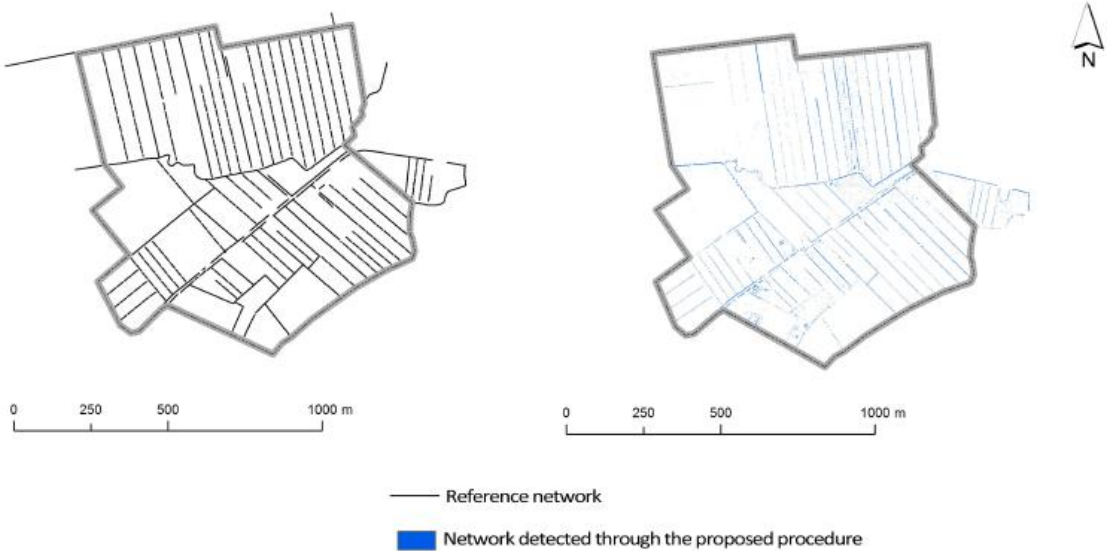 N
0 250 500 1000 m
0 250 500 1000 m
Reference network
Network detected through the proposed procedure